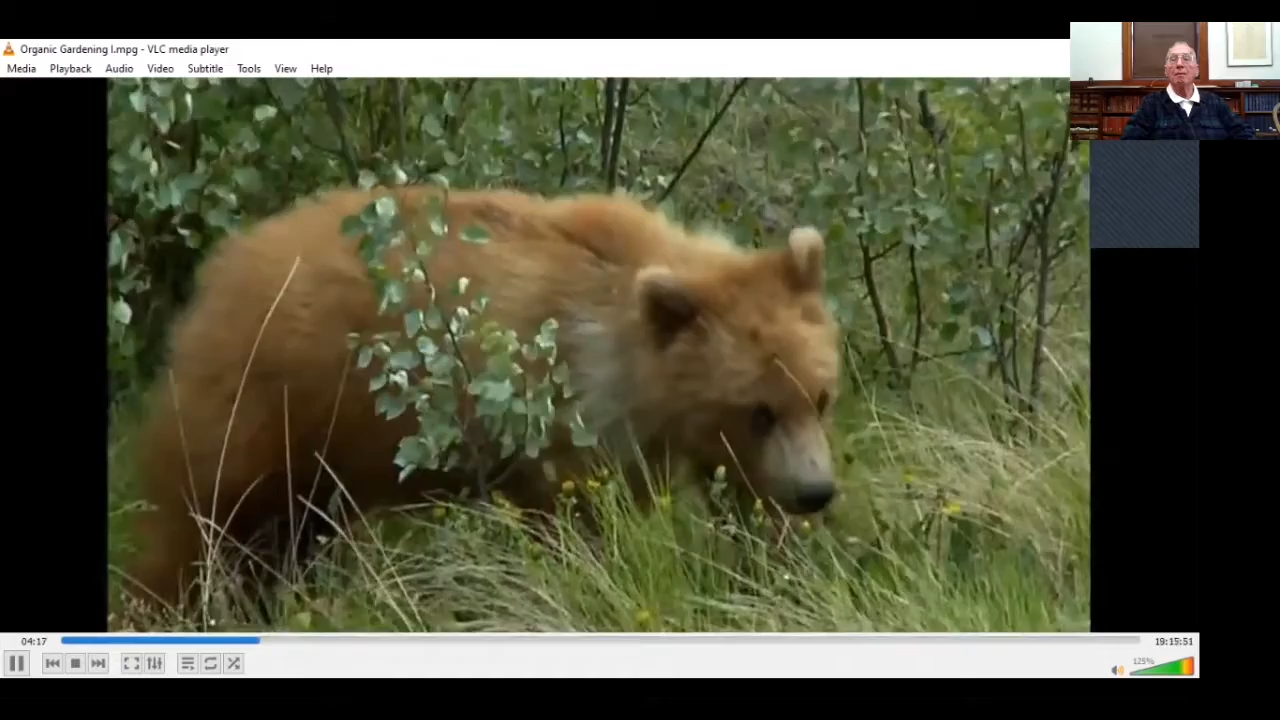 Organic Gardening I.mpg - VLC media player
Media Playback Audio Video Subtitle Tools View Help
04:17
19:15:51
125%